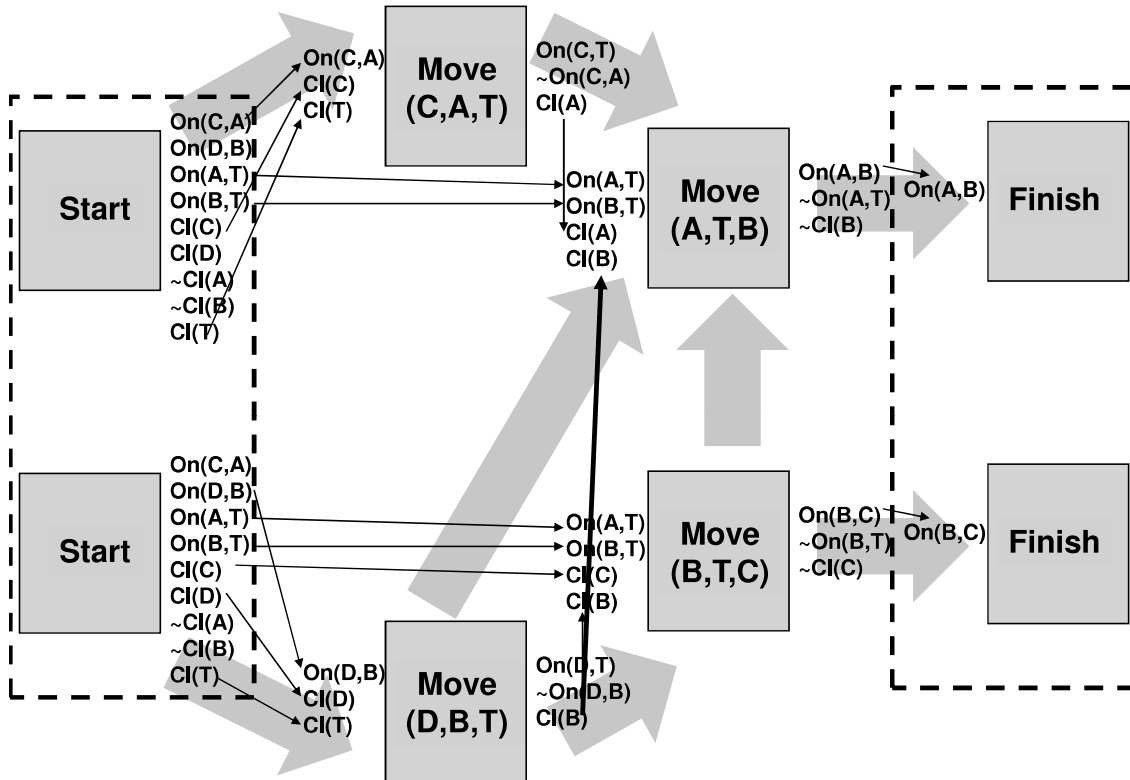 Start
On(C,A)
On(D,B)
On(A,T)
On(B,T)
Cl(C)
Cl(D)
~Cl(A)
~Cl(B)
Cl(T)
On(C,A)
Cl(C)
Cl(T)
Move
(C,A,T)
On(C,T)
~On(C,A)
Cl(A)
On(A,T)
On(B,T)
Cl(A)
Cl(B)
Move
(A,T,B)
On(A,B)
~On(A,T)
~Cl(B)
On(A,B)
Finish
Start
On(C,A)
On(D,B)
On(A,T)
On(B,T)
Cl(C)
Cl(D)
~Cl(A)
~Cl(B)
Cl(T)
On(D,B)
Cl(D)
Cl(T)
Move
(D,B,T)
On(D,T)
~On(D,B)
Cl(B)
On(A,T)
On(B,T)
Cl(C)
Cl(B)
Move
(B,T,C)
On(B,C)
~On(B,T)
~Cl(C)
On(B,C)
Finish